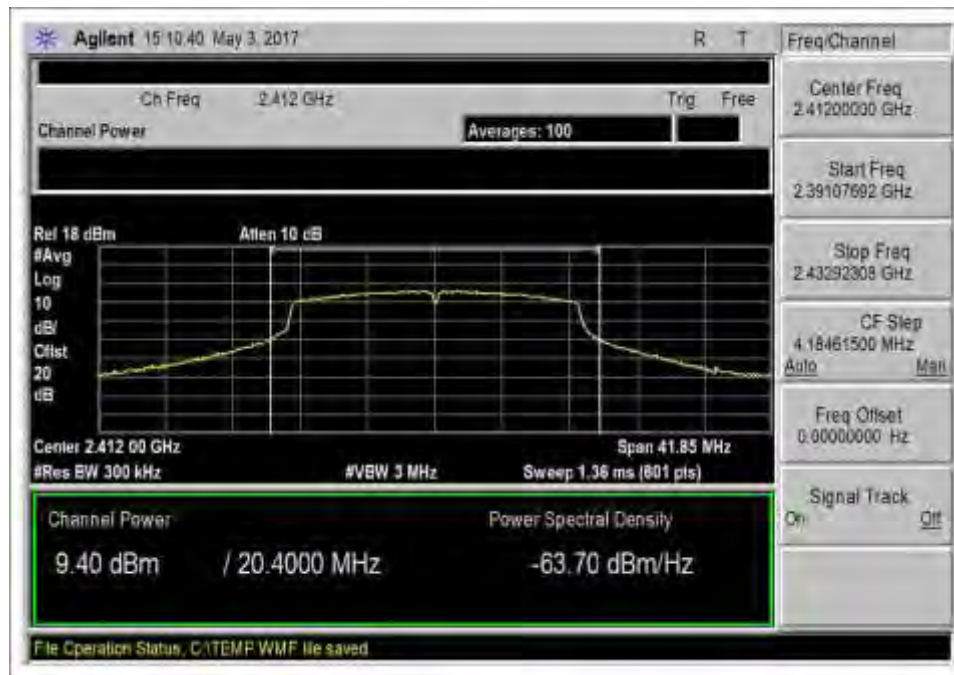 Agilent 15:10:40 May 3, 2017 R T
Freq/Channel
Ch Freq 2.412 GHz Trig Free
Channel Power Averages: 100
Ref 18 dBm Atten 10 dB
#Avg
Log
10
dB/
Offst
20
dB
Center 2.412 00 GHz Span 41.85 MHz
#Res BW 300 kHz #VBW 3 MHz Sweep 1.36 ms (601 pts)
Channel Power Power Spectral Density
9.40 dBm / 20.4000 MHz -63.70 dBm/Hz
File Operation Status, C:\TEMP.WMF file saved
Center Freq
2.41200000 GHz
Start Freq
2.39107692 GHz
Stop Freq
2.43292308 GHz
CF Step
4.18461500 MHz
Auto Man
Freq Offset
0.00000000 Hz
Signal Track
On Off